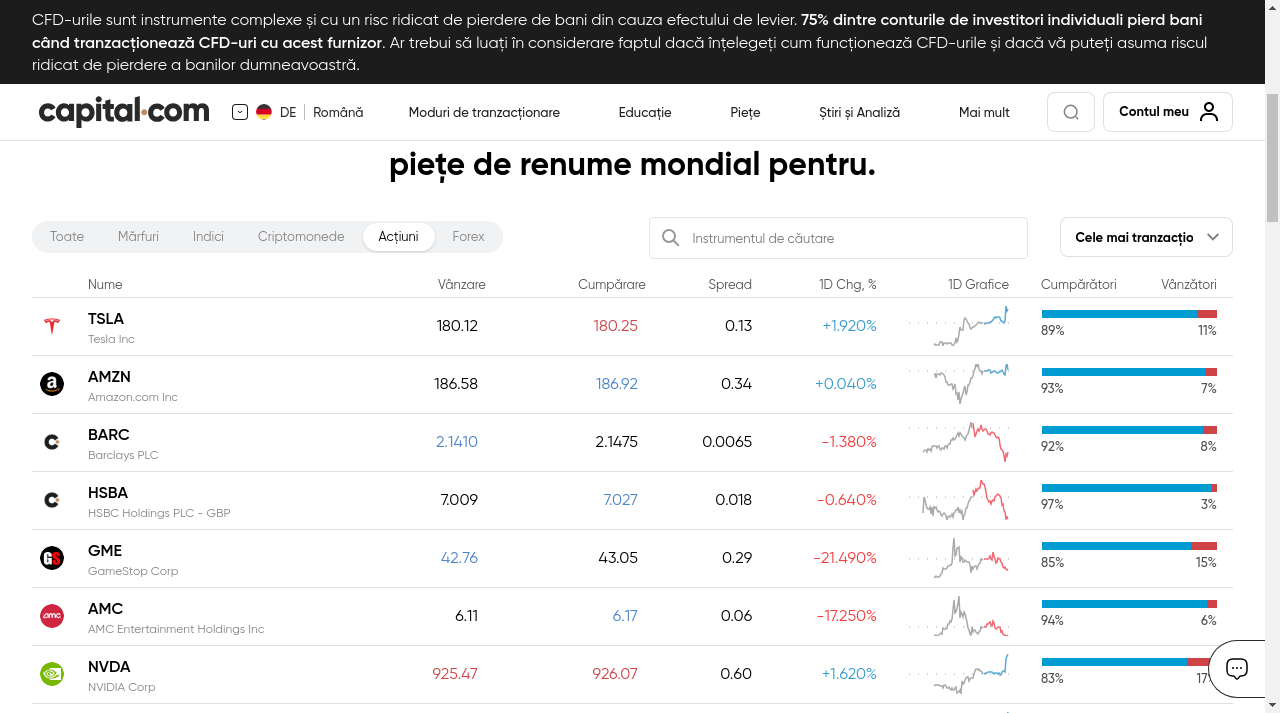 CFD-urile sunt instrumente complexe și cu un risc ridicat de pierdere de bani din cauza efectului de levier. 75% dintre conturile de investitori individuali pierd bani
când tranzacționează CFD-uri cu acest furnizor. Ar trebui să luați în considerare faptul dacă înțelegeți cum funcționează CFD-urile și dacă vă puteți asuma riscul
ridicat de pierdere a banilor dumneavoastră.
capital.com DE Română Moduri de tranzacționare Educație Piețe Știri și Analiză Mai mult Contul meu
piețe de renume mondial pentru.
Toate Mărfuri Indici Criptomonede Acțiuni Forex Instrumentul de căutare Cele mai tranzacțio
Nume Vânzare Cumpărare Spread 1D Chg, % 1D Grafice Cumpărători Vânzători
TSLA 180.12 180.25 0.13 +1.920% 89% 11%
Tesla Inc
AMZN 186.58 186.92 0.34 +0.040% 93% 7%
Amazon.com Inc
BARC 2.1410 2.1475 0.0065 -1.380% 92% 8%
Barclays PLC
HSBA 7.009 7.027 0.018 -0.640% 97% 3%
HSBC Holdings PLC - GBP
GME 42.76 43.05 0.29 -21.490% 85% 15%
GameStop Corp
AMC 6.11 6.17 0.06 -17.250% 94% 6%
AMC Entertainment Holdings Inc
NVDA 925.47 926.07 0.60 +1.620% 83% 17%
NVIDIA Corp